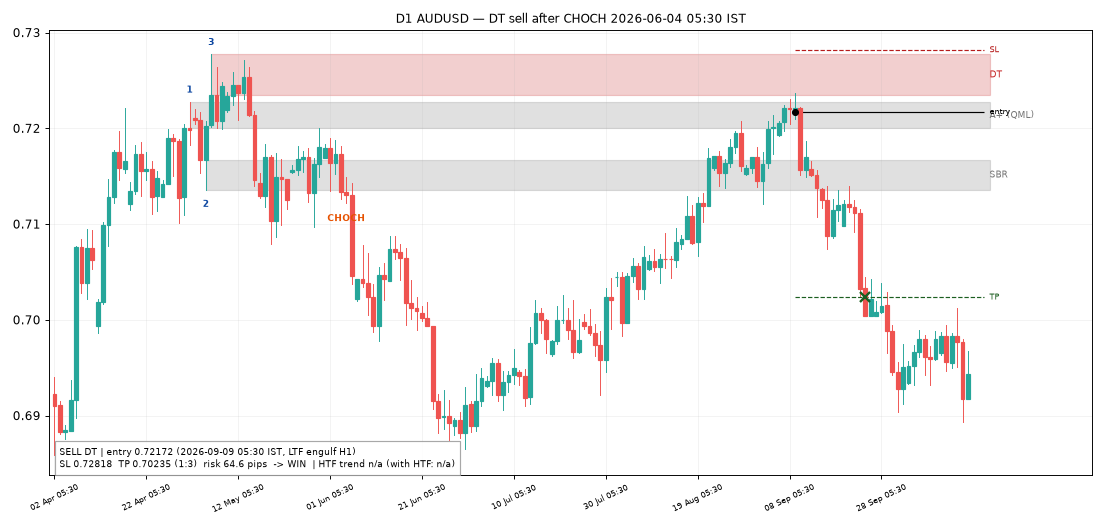 D1 AUDUSD — DT sell after CHOCH 2026-06-04 05:30 IST
0.73
0.72
0.71
0.70
0.69
3
1
2
CHOCH
SL
DT
entry
(QML)
SBR
TP
SELL DT | entry 0.72172 (2026-09-09 05:30 IST, LTF engulf H1)
SL 0.72818 TP 0.70235 (1:3) risk 64.6 pips -> WIN | HTF trend n/a (with HTF: n/a)
02 Apr 05:30
22 Apr 05:30
12 May 05:30
01 Jun 05:30
21 Jun 05:30
10 Jul 05:30
30 Jul 05:30
19 Aug 05:30
08 Sep 05:30
28 Sep 05:30